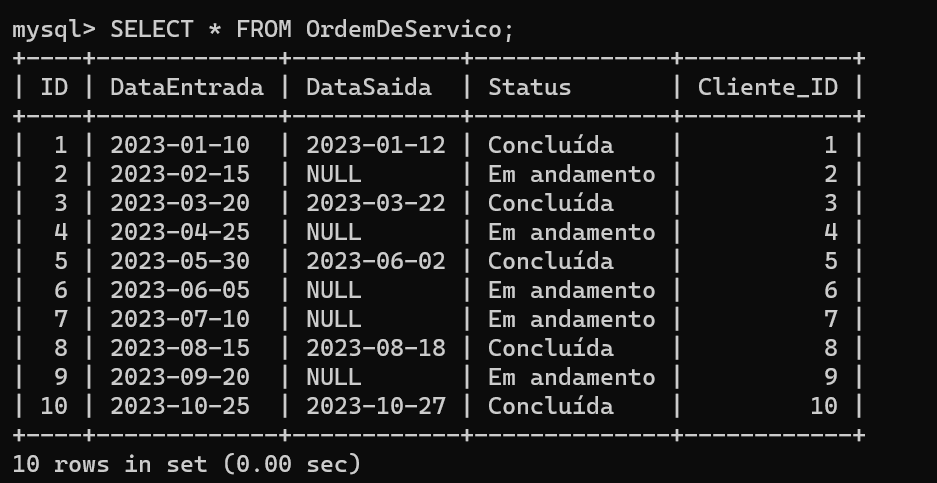 mysql> SELECT * FROM OrdemDeServico;
+----+-------------+------------+--------------+------------+
| ID | DataEntrada | DataSaida  | Status       | Cliente_ID |
+----+-------------+------------+--------------+------------+
|  1 | 2023-01-10  | 2023-01-12 | Concluída    |          1 |
|  2 | 2023-02-15  | NULL       | Em andamento |          2 |
|  3 | 2023-03-20  | 2023-03-22 | Concluída    |          3 |
|  4 | 2023-04-25  | NULL       | Em andamento |          4 |
|  5 | 2023-05-30  | 2023-06-02 | Concluída    |          5 |
|  6 | 2023-06-05  | NULL       | Em andamento |          6 |
|  7 | 2023-07-10  | NULL       | Em andamento |          7 |
|  8 | 2023-08-15  | 2023-08-18 | Concluída    |          8 |
|  9 | 2023-09-20  | NULL       | Em andamento |          9 |
| 10 | 2023-10-25  | 2023-10-27 | Concluída    |         10 |
+----+-------------+------------+--------------+------------+
10 rows in set (0.00 sec)